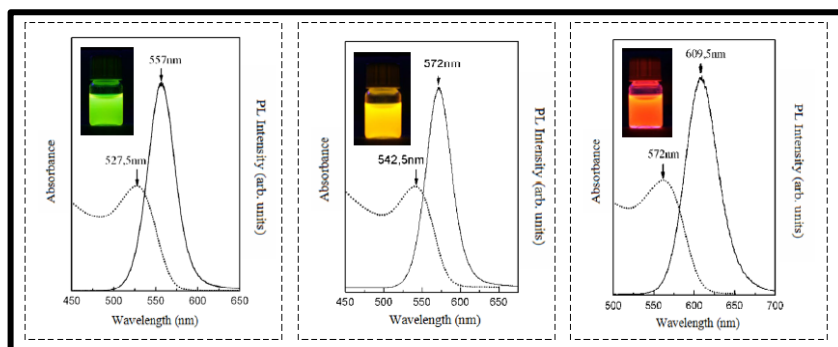 557nm
527,5nm
Absorbance
PL Intensity (arb. units)
450 500 550 600 650
Wavelength (nm)
572nm
542,5nm
Absorbance
PL Intensity (arb. units)
450 500 550 600 650
Wavelength (nm)
609,5nm
572nm
Absorbance
PL Intensity (arb. units)
500 550 600 650 700
Wavelength (nm)